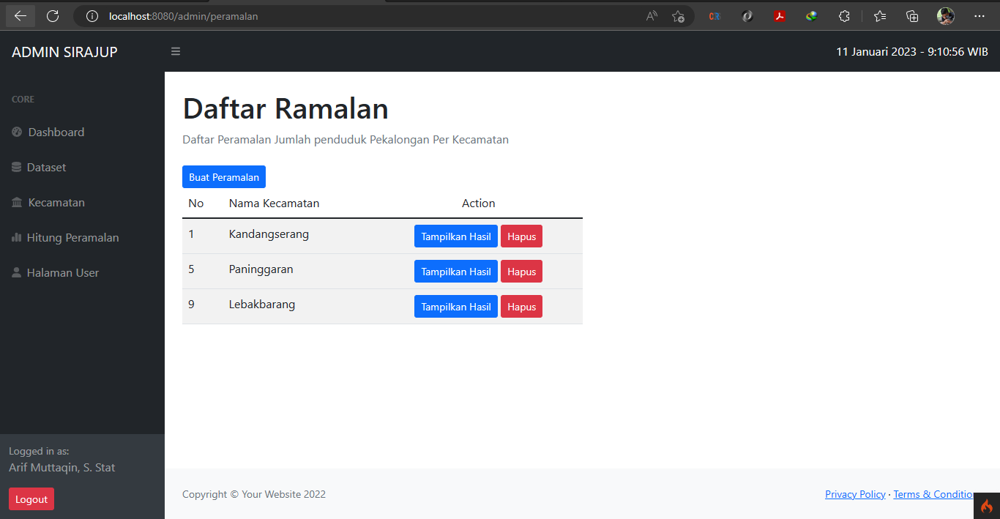 localhost:8080/admin/peramalan
ADMIN SIRAJUP
11 Januari 2023 - 9:10:56 WIB
CORE
Dashboard
Dataset
Kecamatan
Hitung Peramalan
Halaman User
Logged in as:
Arif Muttaqin, S. Stat
Logout
Daftar Ramalan
Daftar Peramalan Jumlah penduduk Pekalongan Per Kecamatan
Buat Peramalan
No Nama Kecamatan Action
1 Kandangserang Tampilkan Hasil Hapus
5 Paninggaran Tampilkan Hasil Hapus
9 Lebakbarang Tampilkan Hasil Hapus
Copyright © Your Website 2022
Privacy Policy · Terms & Conditio